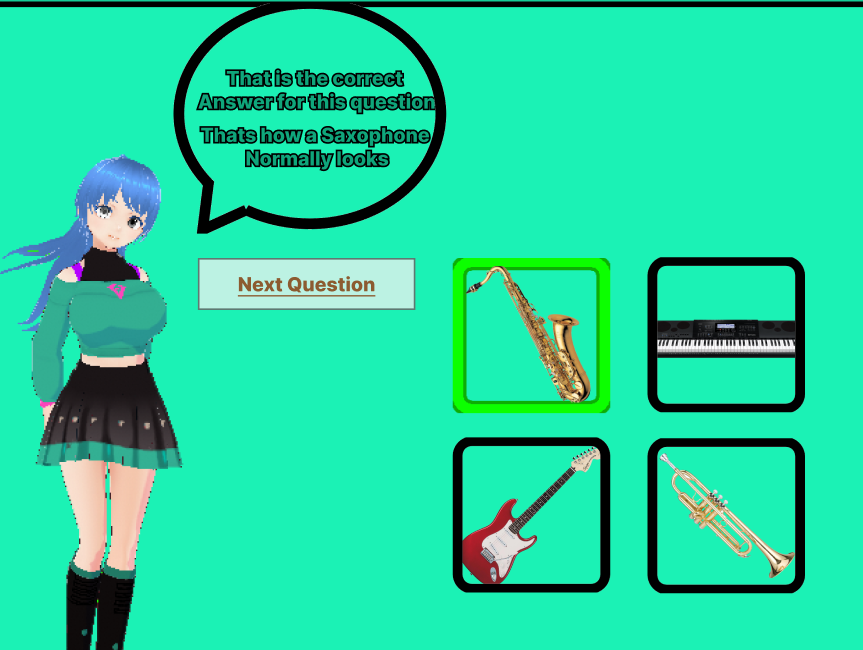 That is the correct
Answer for this question
Thats how a Saxophone
Normally looks
Next Question